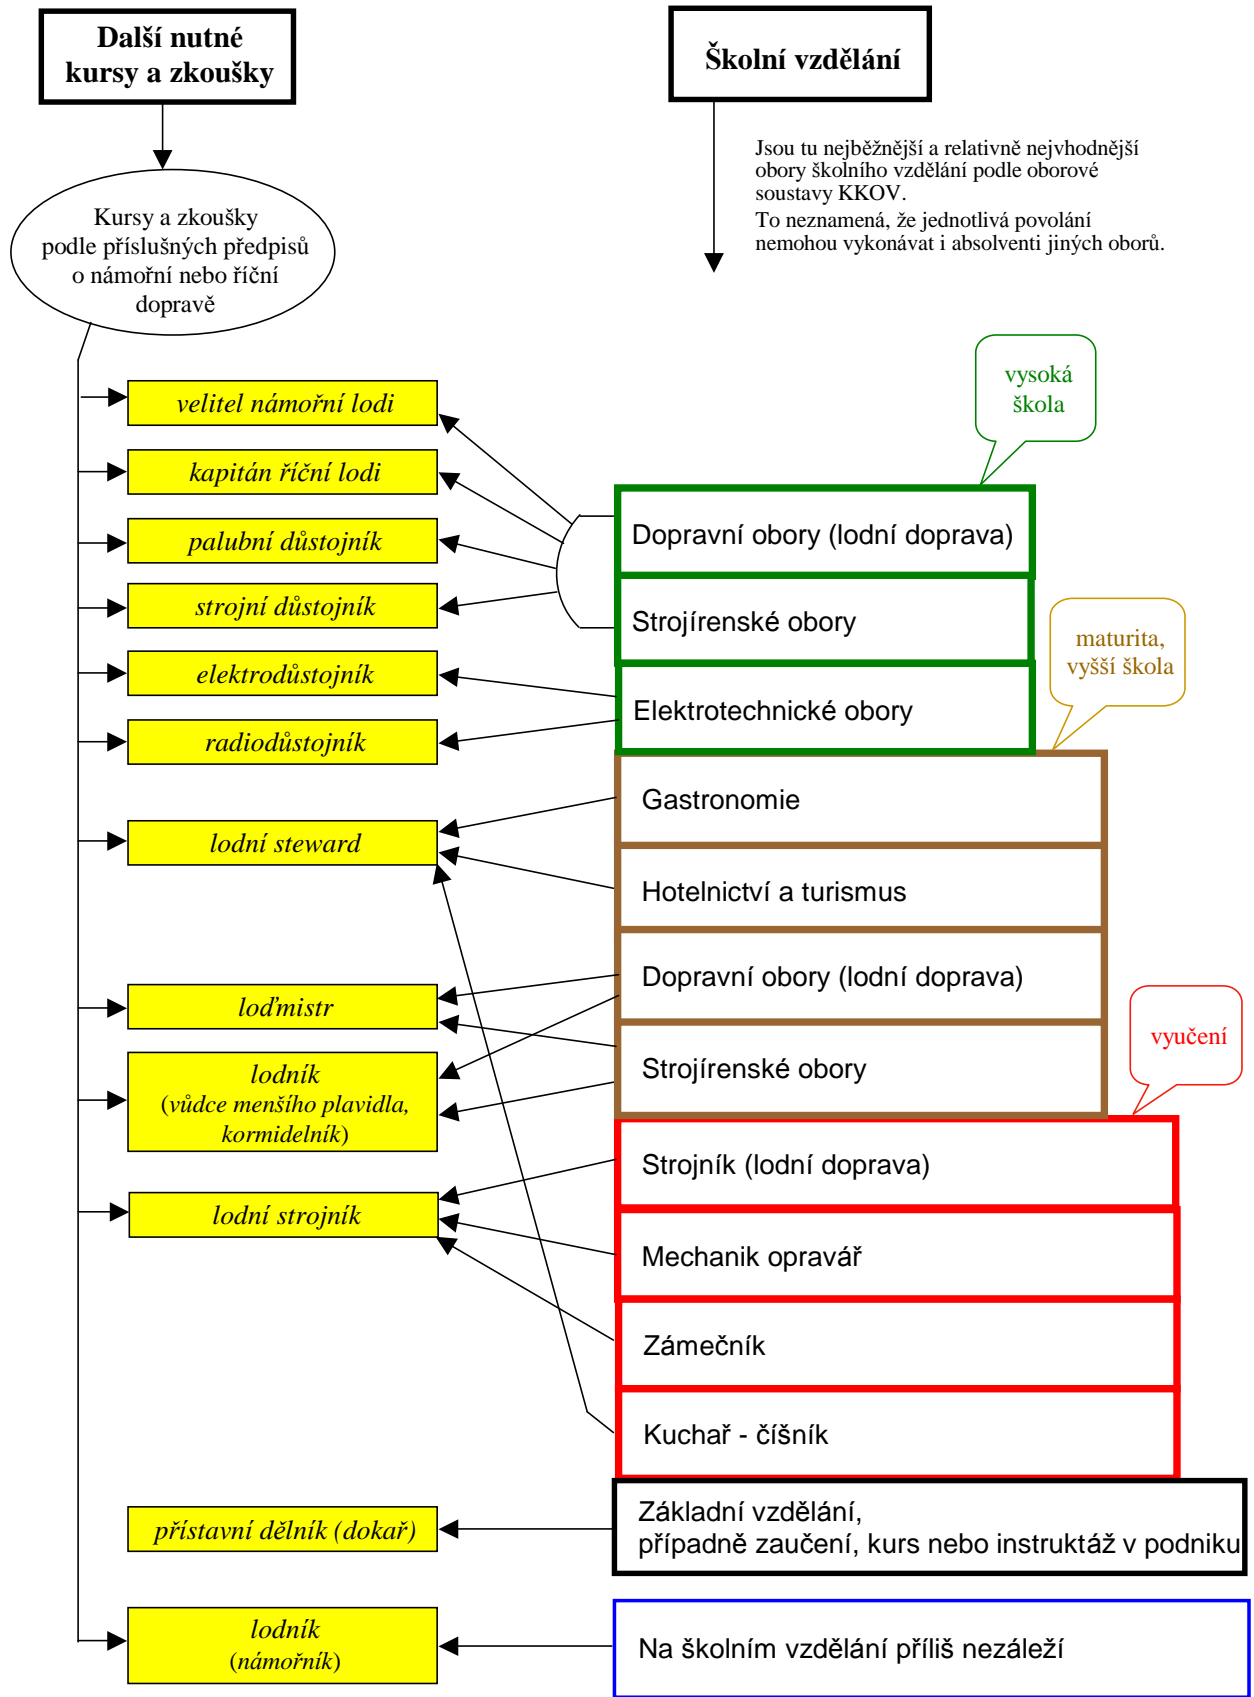 Další nutné
kursy a zkoušky
Školní vzdělání
Jsou tu nejběžnější a relativně nejvhodnější
obory školního vzdělání podle oborové
soustavy KKOV.
To neznamená, že jednotlivá povolání
nemohou vykonávat i absolventi jiných oborů.
Kursy a zkoušky
podle příslušných předpisů
o námořní nebo říční
dopravě
vysoká
škola
velitel námořní lodi
kapitán říční lodi
palubní důstojník
strojní důstojník
elektrodůstojník
radiodůstojník
lodní steward
loďmistr
lodník
(vůdce menšího plavidla,
kormidelník)
lodní strojník
přístavní dělník (dokař)
lodník
(námořník)
Dopravní obory (lodní doprava)
Strojírenské obory
Elektrotechnické obory
maturita,
vyšší škola
Gastronomie
Hotelnictví a turismus
Dopravní obory (lodní doprava)
Strojírenské obory
vyučení
Strojník (lodní doprava)
Mechanik opravář
Zámečník
Kuchař - číšník
Základní vzdělání,
případně zaučení, kurs nebo instruktáž v podniku
Na školním vzdělání příliš nezáleží